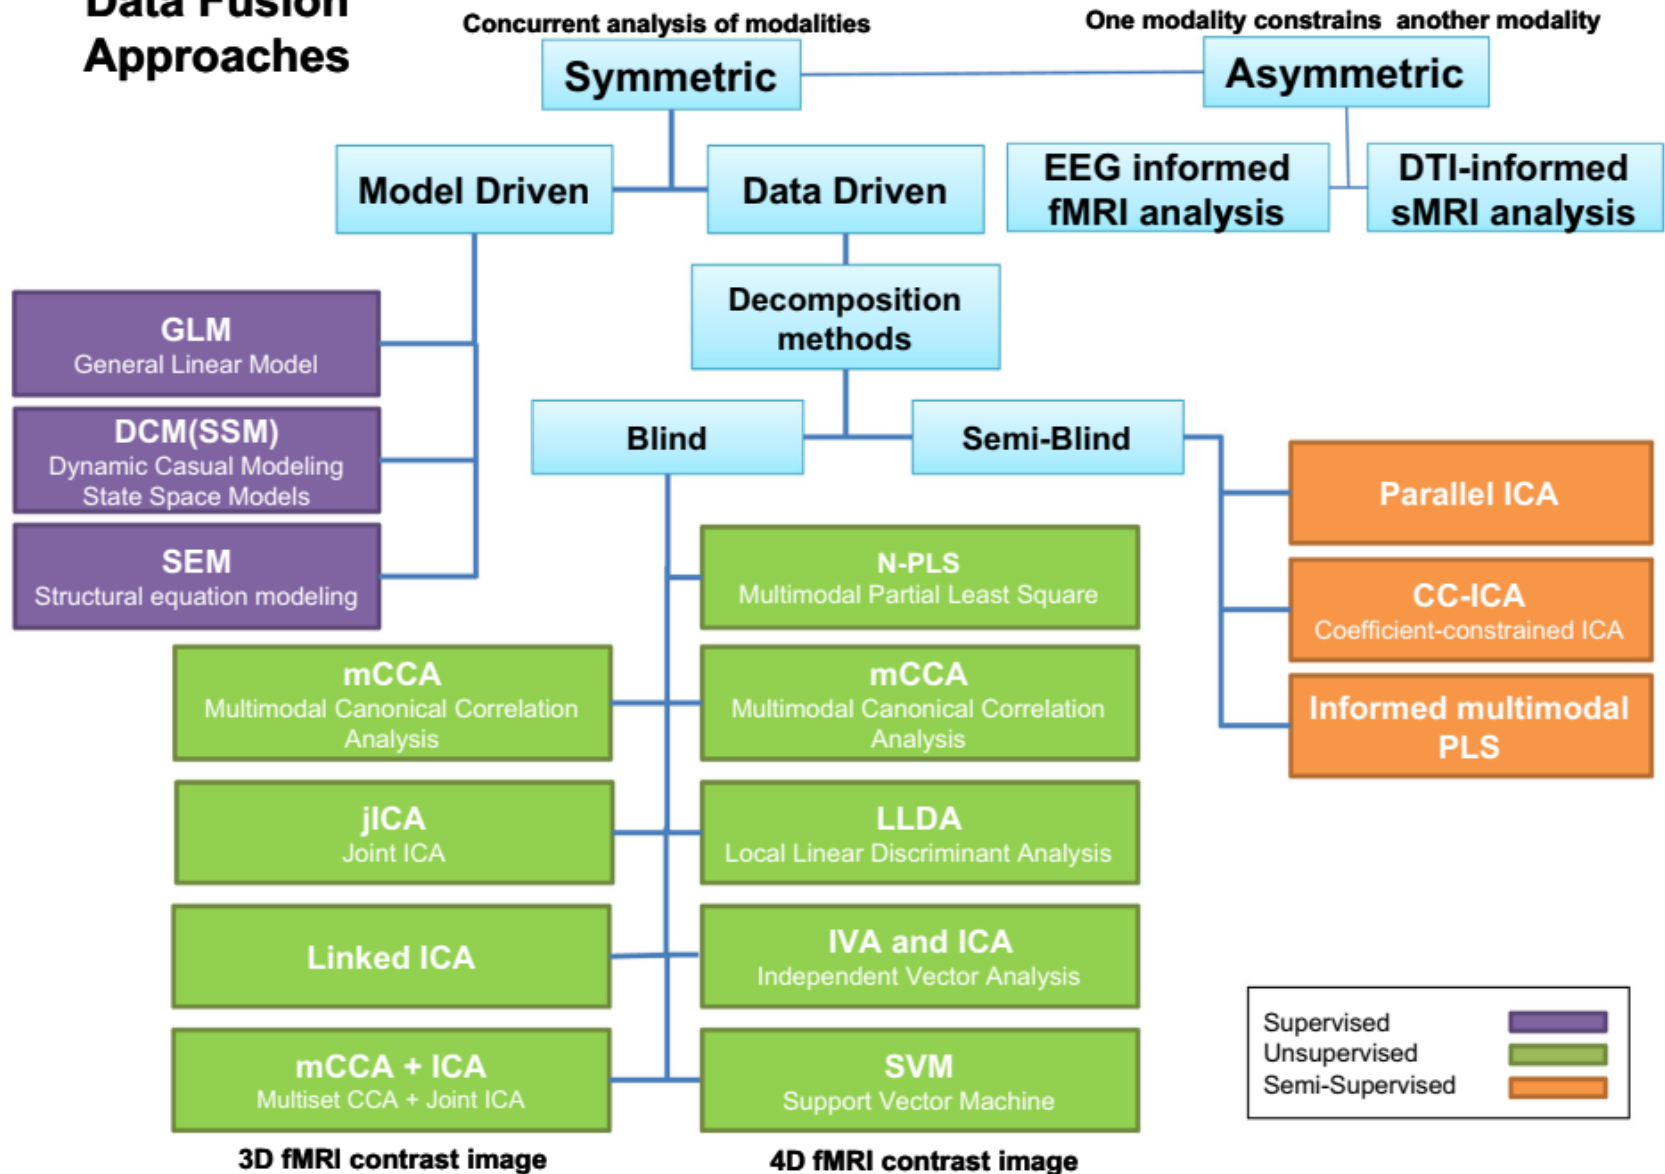 Data Fusion
Approaches
Concurrent analysis of modalities
One modality constrains another modality
Symmetric
Asymmetric
Model Driven
Data Driven
EEG informed
fMRI analysis
DTI-informed
sMRI analysis
Decomposition
methods
GLM
General Linear Model
DCM(SSM)
Dynamic Casual Modeling
State Space Models
SEM
Structural equation modeling
Blind
Semi-Blind
Parallel ICA
CC-ICA
Coefficient-constrained ICA
Informed multimodal
PLS
N-PLS
Multimodal Partial Least Square
mCCA
Multimodal Canonical Correlation
Analysis
mCCA
Multimodal Canonical Correlation
Analysis
jICA
Joint ICA
LLDA
Local Linear Discriminant Analysis
Linked ICA
IVA and ICA
Independent Vector Analysis
mCCA + ICA
Multiset CCA + Joint ICA
SVM
Support Vector Machine
3D fMRI contrast image
4D fMRI contrast image
Supervised
Unsupervised
Semi-Supervised